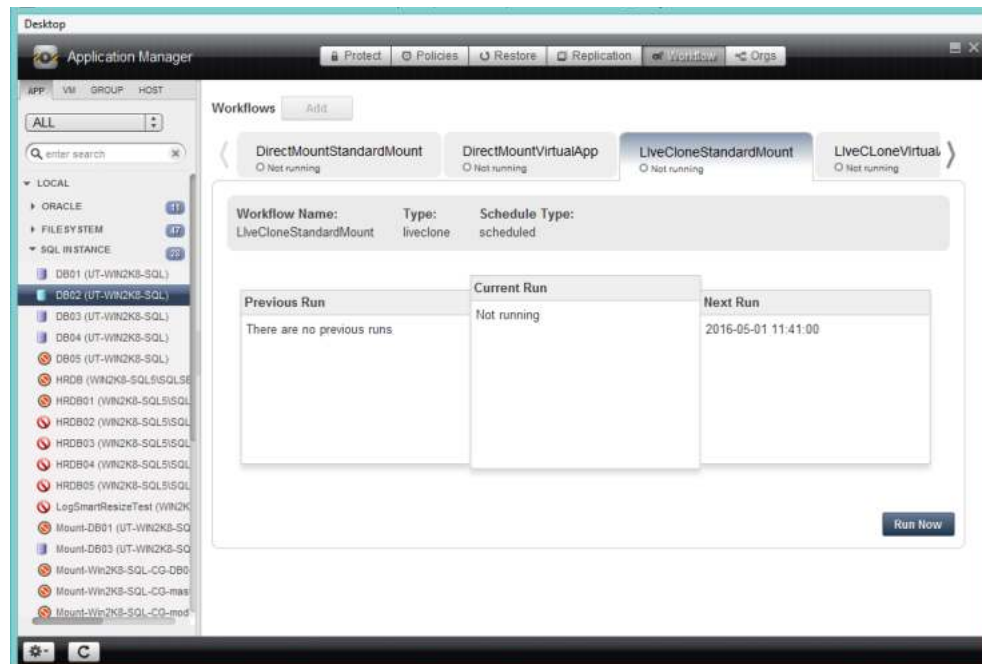 Desktop
Application Manager
Protect Policies Restore Replication Workflow Orgs
APP VM GROUP HOST
ALL
enter search
LOCAL
ORACLE 11
FILESYSTEM 47
SQL INSTANCE
DB01 (UT-WIN2K8-SQL)
DB02 (UT-WIN2K8-SQL)
DB03 (UT-WIN2K8-SQL)
DB04 (UT-WIN2K8-SQL)
DB05 (UT-WIN2K8-SQL)
HRDB (WIN2K8-SQL5\SQLSE
HRDB01 (WIN2K8-SQL5\SQL
HRDB02 (WIN2K8-SQL5\SQL
HRDB03 (WIN2K8-SQL5\SQL
HRDB04 (WIN2K8-SQL5\SQL
HRDB05 (WIN2K8-SQL5\SQL
LogSmartResizeTest (WIN2K
Mount-DB01 (UT-WIN2K8-SQ
Mount-DB03 (UT-WIN2K8-SQ
Mount-Win2K8-SQL-CG-DB0
Mount-Win2K8-SQL-CG-mas
Mount-Win2K8-SQL-CG-mod
Workflows Add
DirectMountStandardMount
Not running
DirectMountVirtualApp
Not running
LIveCloneStandardMount
Not running
LIveCLoneVirtual
Not running
Workflow Name: Type: Schedule Type:
LIveCloneStandardMount liveclone scheduled
Previous Run
There are no previous runs
Current Run
Not running
Next Run
2016-05-01 11:41:00
Run Now